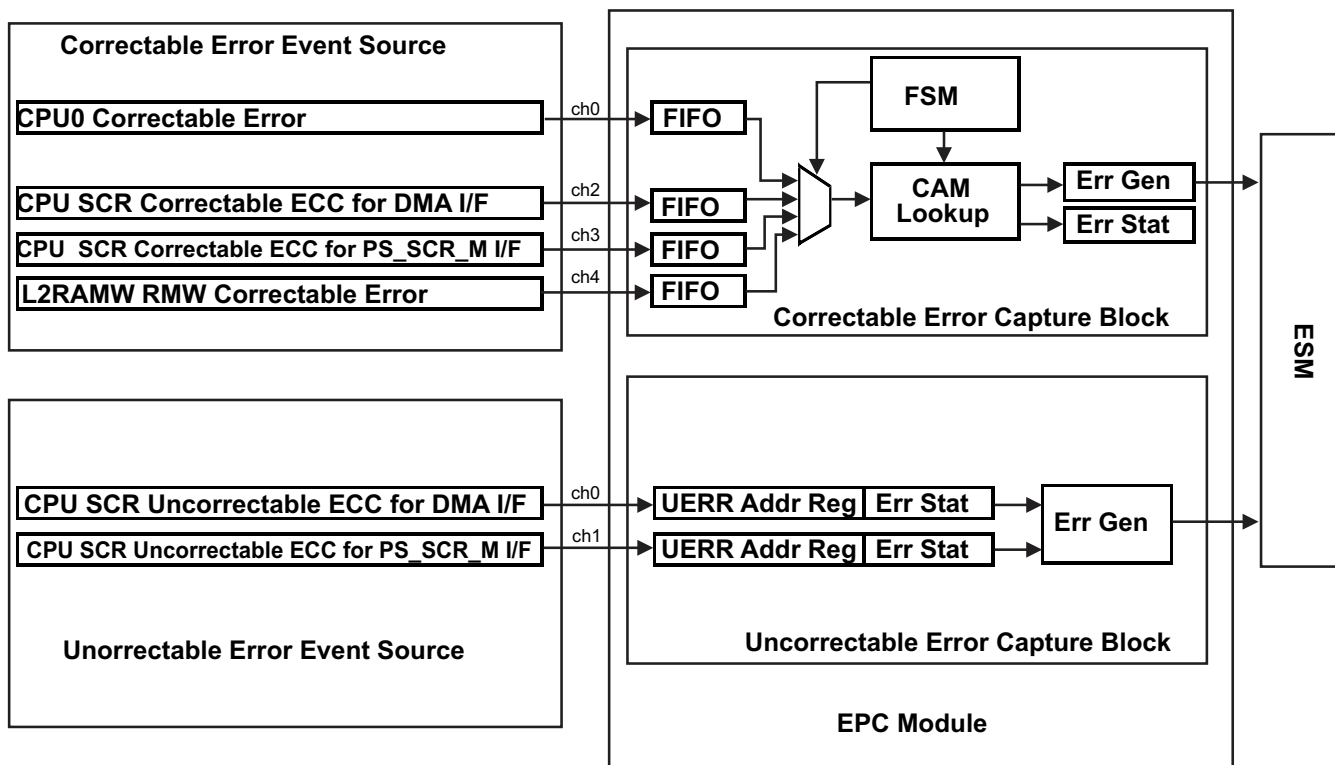 Correctable Error Event Source
CPU0 Correctable Error
CPU SCR Correctable ECC for DMA I/F
CPU SCR Correctable ECC for PS_SCR_M I/F
L2RAMW RMW Correctable Error
ch0
ch2
ch3
ch4
FIFO
FIFO
FIFO
FIFO
FSM
CAM
Lookup
Err Gen
Err Stat
Correctable Error Capture Block
ESM
CPU SCR Uncorrectable ECC for DMA I/F
CPU SCR Uncorrectable ECC for PS_SCR_M I/F
Unorrectable Error Event Source
ch0
ch1
UERR Addr Reg
Err Stat
UERR Addr Reg
Err Stat
Err Gen
Uncorrectable Error Capture Block
EPC Module